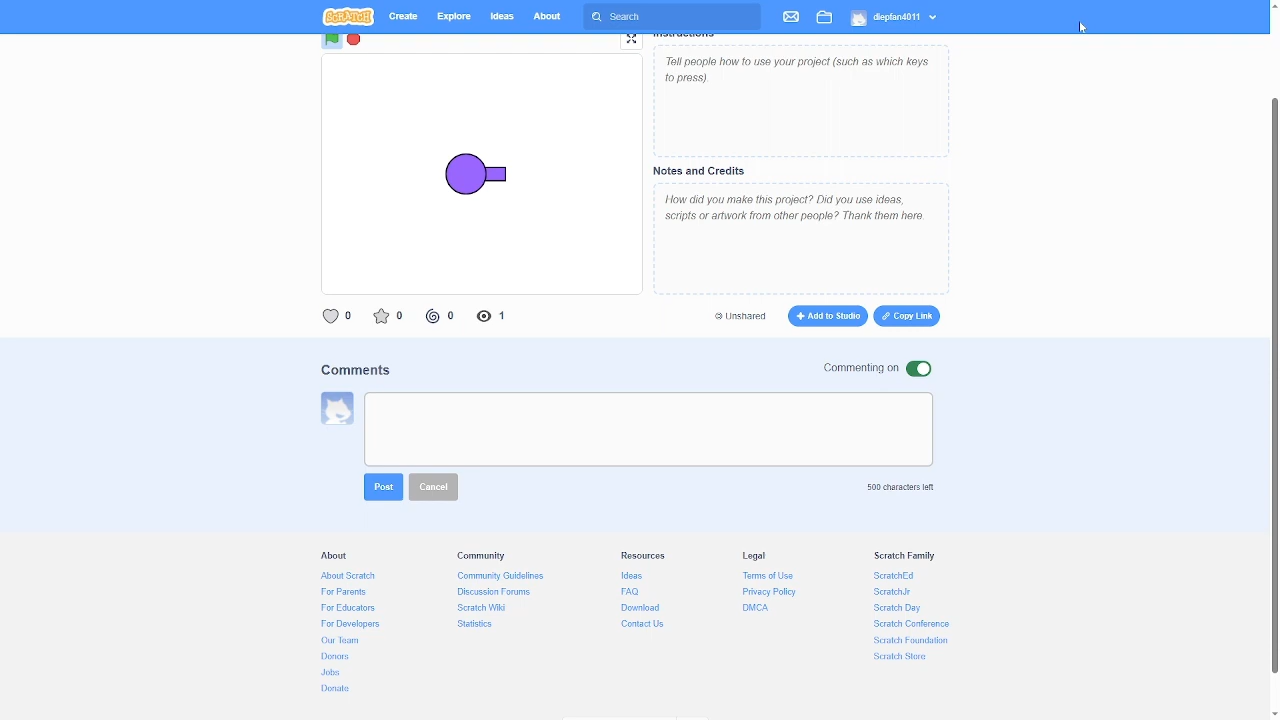 SCRATCH Create Explore Ideas About Search diepfan4011
Instructions
Tell people how to use your project (such as which keys
to press).
Notes and Credits
How did you make this project? Did you use ideas,
scripts or artwork from other people? Thank them here.
0 0 0 1 Unshared Add to Studio Copy Link
Comments Commenting on
Post Cancel 500 characters left
About Community Resources Legal Scratch Family
About Scratch Community Guidelines Ideas Terms of Use ScratchEd
For Parents Discussion Forums FAQ Privacy Policy ScratchJr
For Educators Scratch Wiki Download DMCA Scratch Day
For Developers Statistics Contact Us Scratch Conference
Our Team Scratch Foundation
Donors Scratch Store
Jobs
Donate